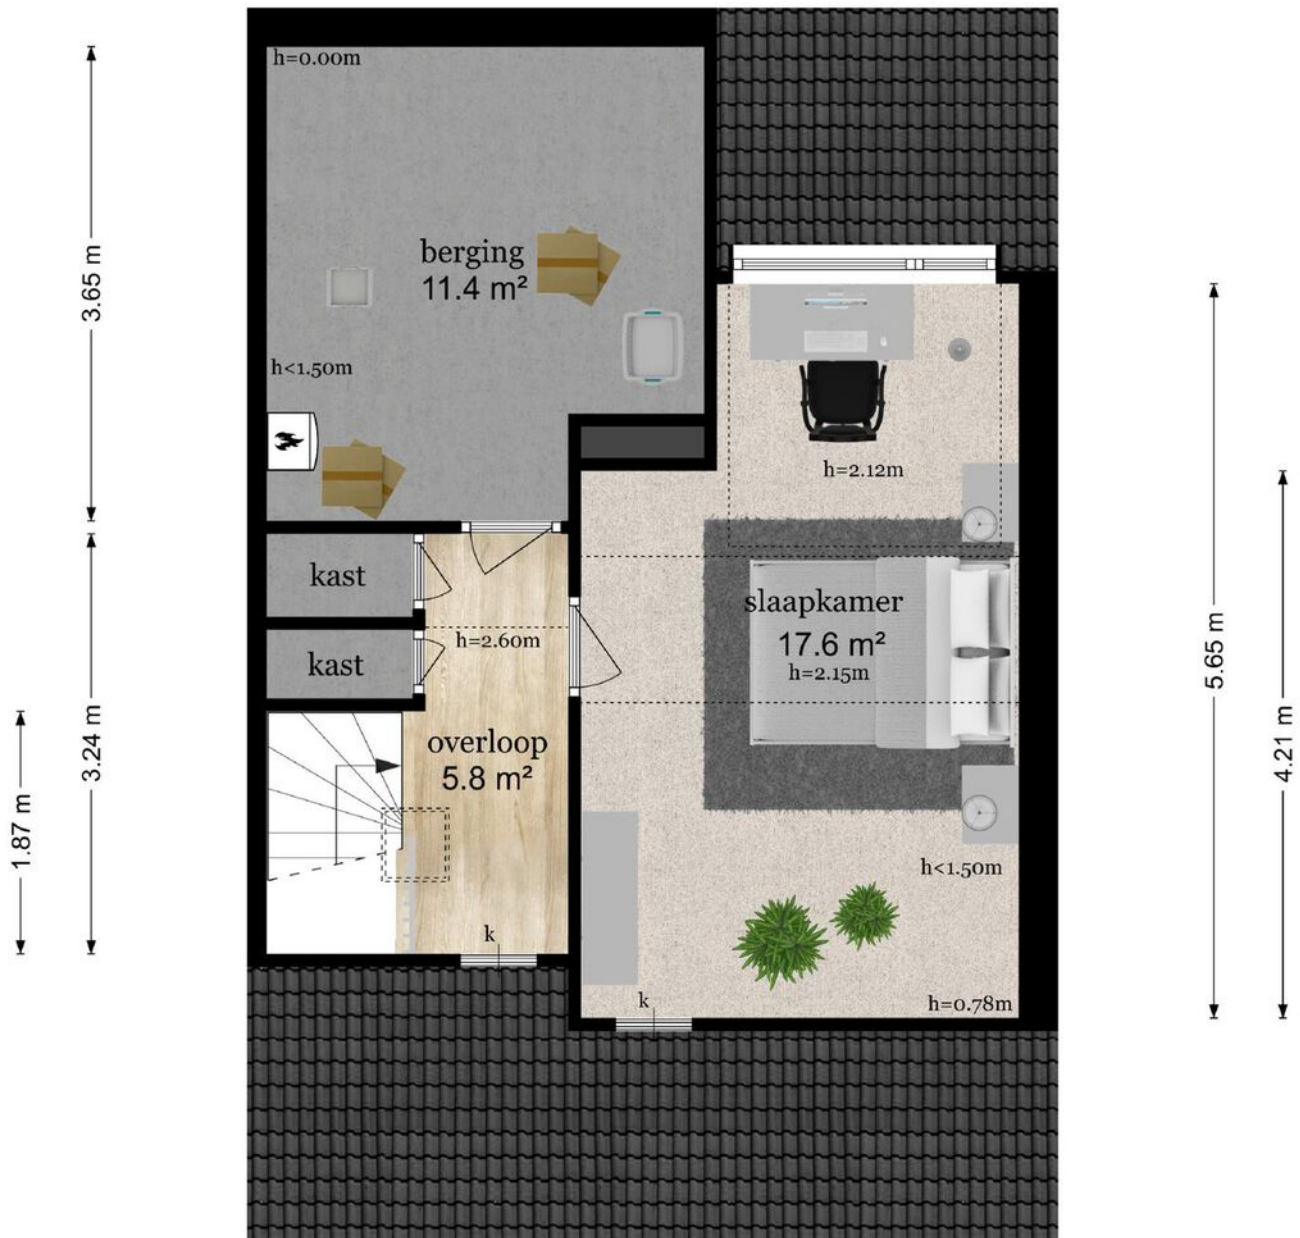 h=0.00m
3.65 m
berging
11.4 m²
h<1.50m
h=2.12m
kast
kast
h=2.60m
slaapkamer
17.6 m²
h=2.15m
5.65 m
4.21 m
3.24 m
1.87 m
overloop
5.8 m²
h<1.50m
k
k
h=0.78m